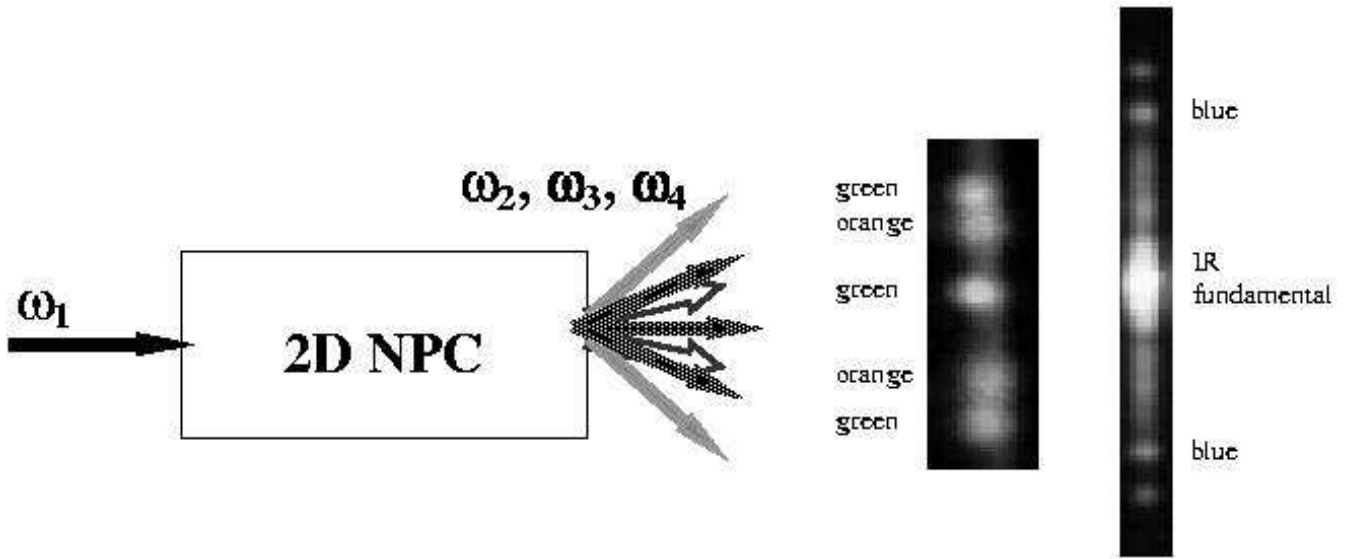 ω1
2D NPC
ω2, ω3, ω4
green
orange
green
orange
green
blue
IR
fundamental
blue